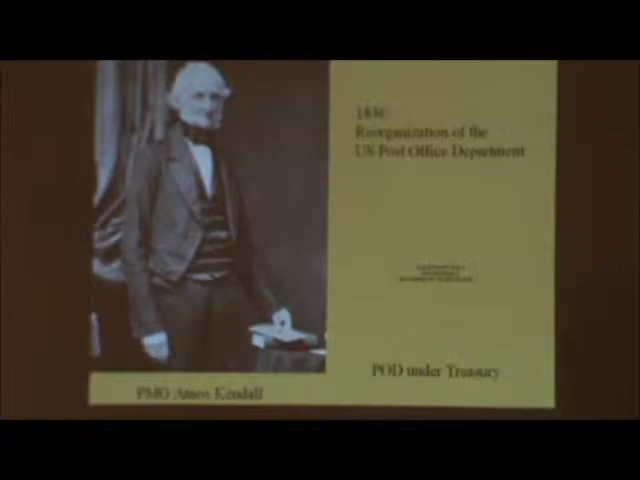 1836
Reorganization of the
US Post Office Department
POD under Treasury
PMG Amos Kendall